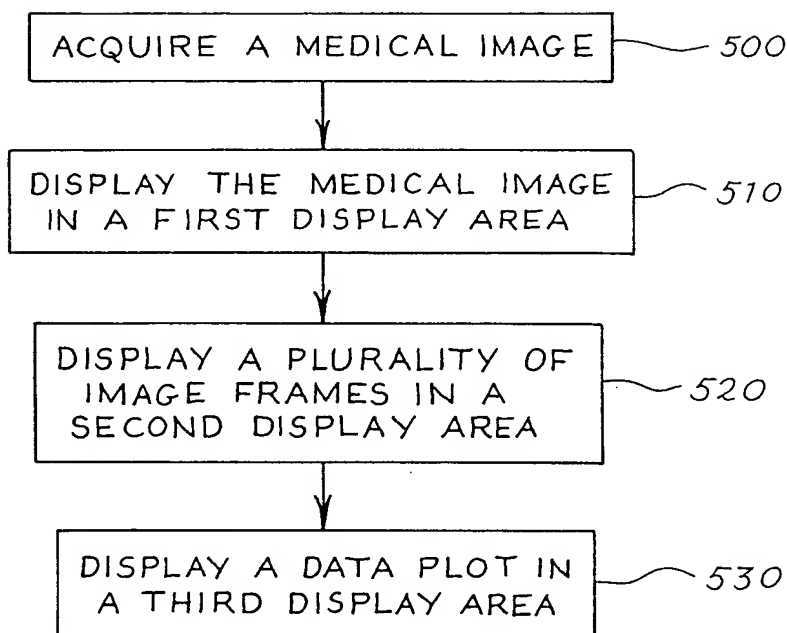 ACQUIRE A MEDICAL IMAGE
500
DISPLAY THE MEDICAL IMAGE
IN A FIRST DISPLAY AREA
510
DISPLAY A PLURALITY OF
IMAGE FRAMES IN A
SECOND DISPLAY AREA
520
DISPLAY A DATA PLOT IN
A THIRD DISPLAY AREA
530